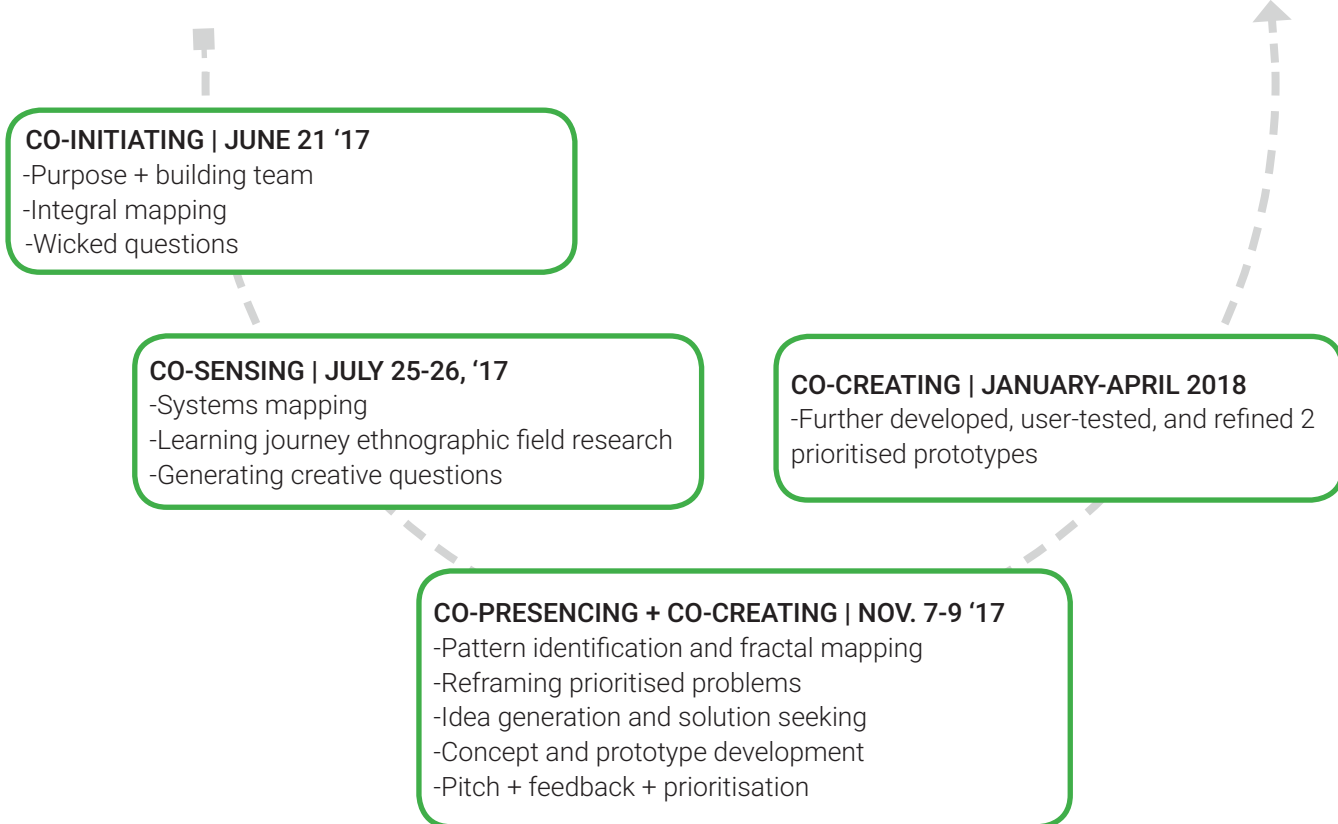 CO-INITIATING | JUNE 21 ‘17
-Purpose + building team
-Integral mapping
-Wicked questions
CO-SENSING | JULY 25-26, ‘17
-Systems mapping
-Learning journey ethnographic field research
-Generating creative questions
CO-PRESENCING + CO-CREATING | NOV. 7-9 ‘17
-Pattern identification and fractal mapping
-Reframing prioritised problems
-Idea generation and solution seeking
-Concept and prototype development
-Pitch + feedback + prioritisation
CO-CREATING | JANUARY-APRIL 2018
-Further developed, user-tested, and refined 2
prioritised prototypes